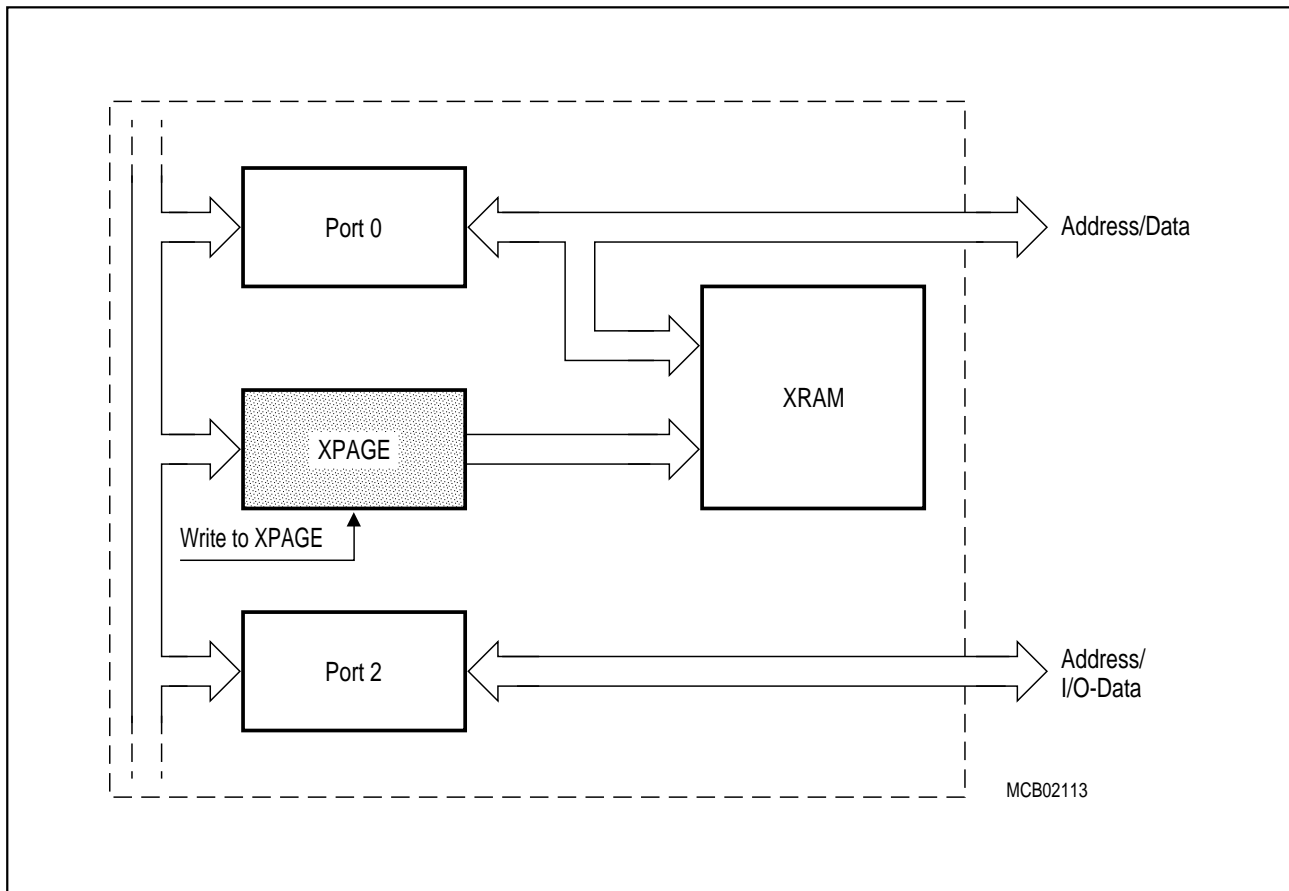 Port 0
Address/Data
XRAM
XPAGE
Write to XPAGE
Port 2
Address/
I/O-Data
MCB02113